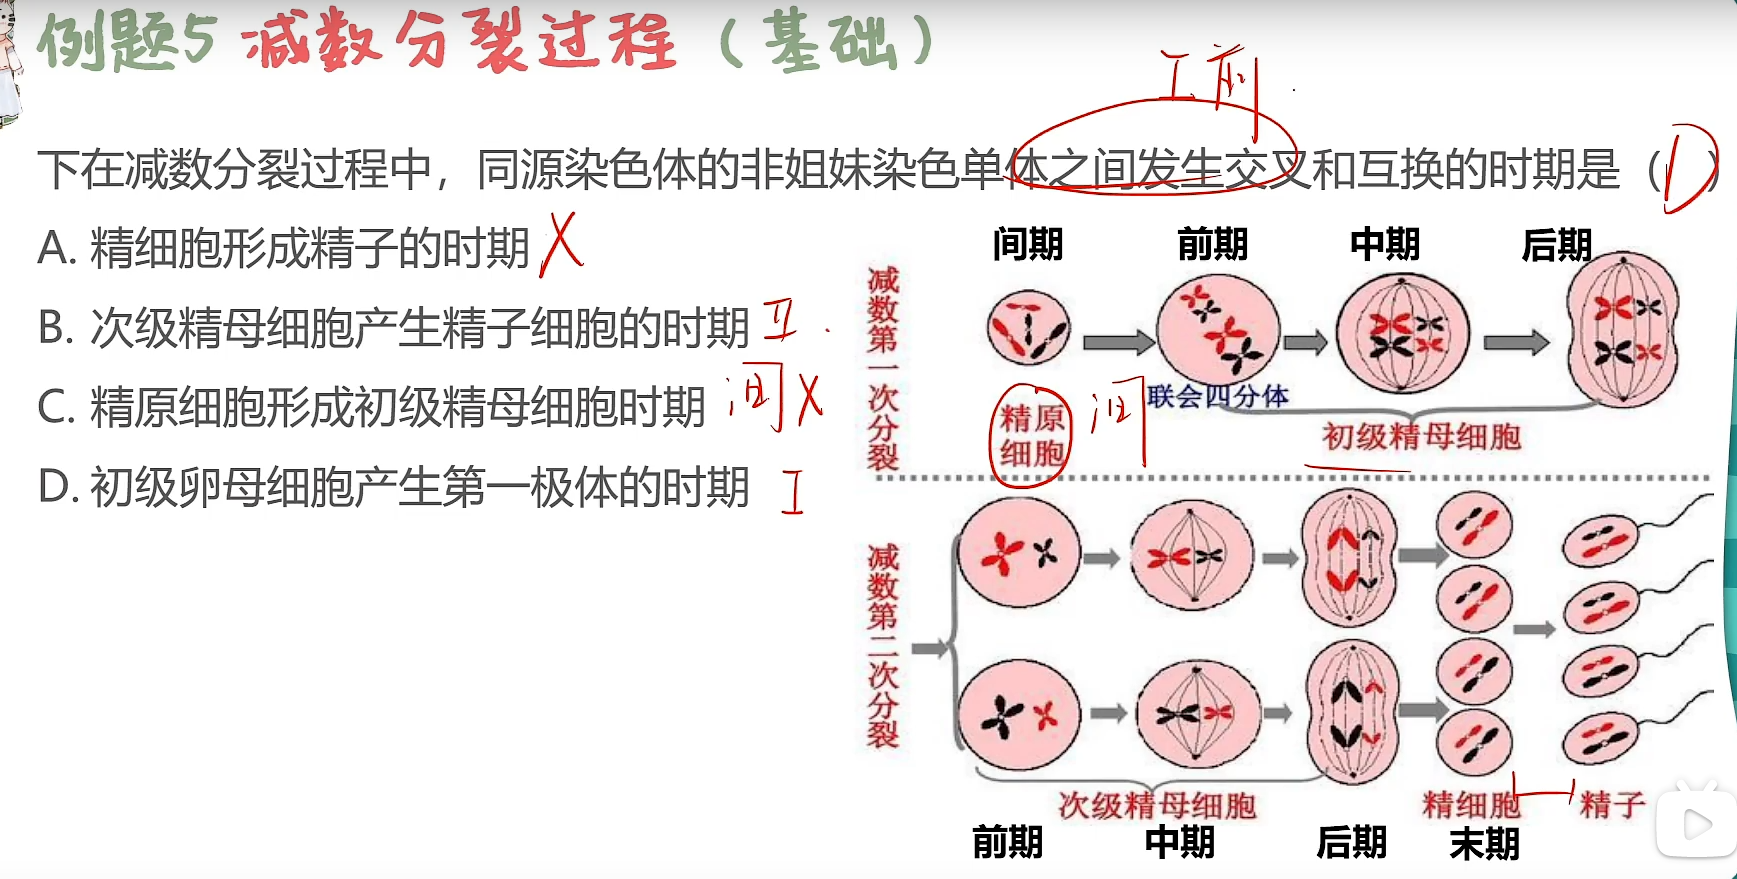 例题5 减数分裂过程（基础）
I前
下在减数分裂过程中，同源染色体的非姐妹染色单体之间发生交叉和互换的时期是（D）
A. 精细胞形成精子的时期 X
B. 次级精母细胞产生精子细胞的时期 II
C. 精原细胞形成初级精母细胞时期 间 X
D. 初级卵母细胞产生第一极体的时期 I
间期 前期 中期 后期
减数第一次分裂
联会四分体
精原
细胞
间
初级精母细胞
减数第二次分裂
次级精母细胞 精细胞 精子
前期 中期 后期 末期